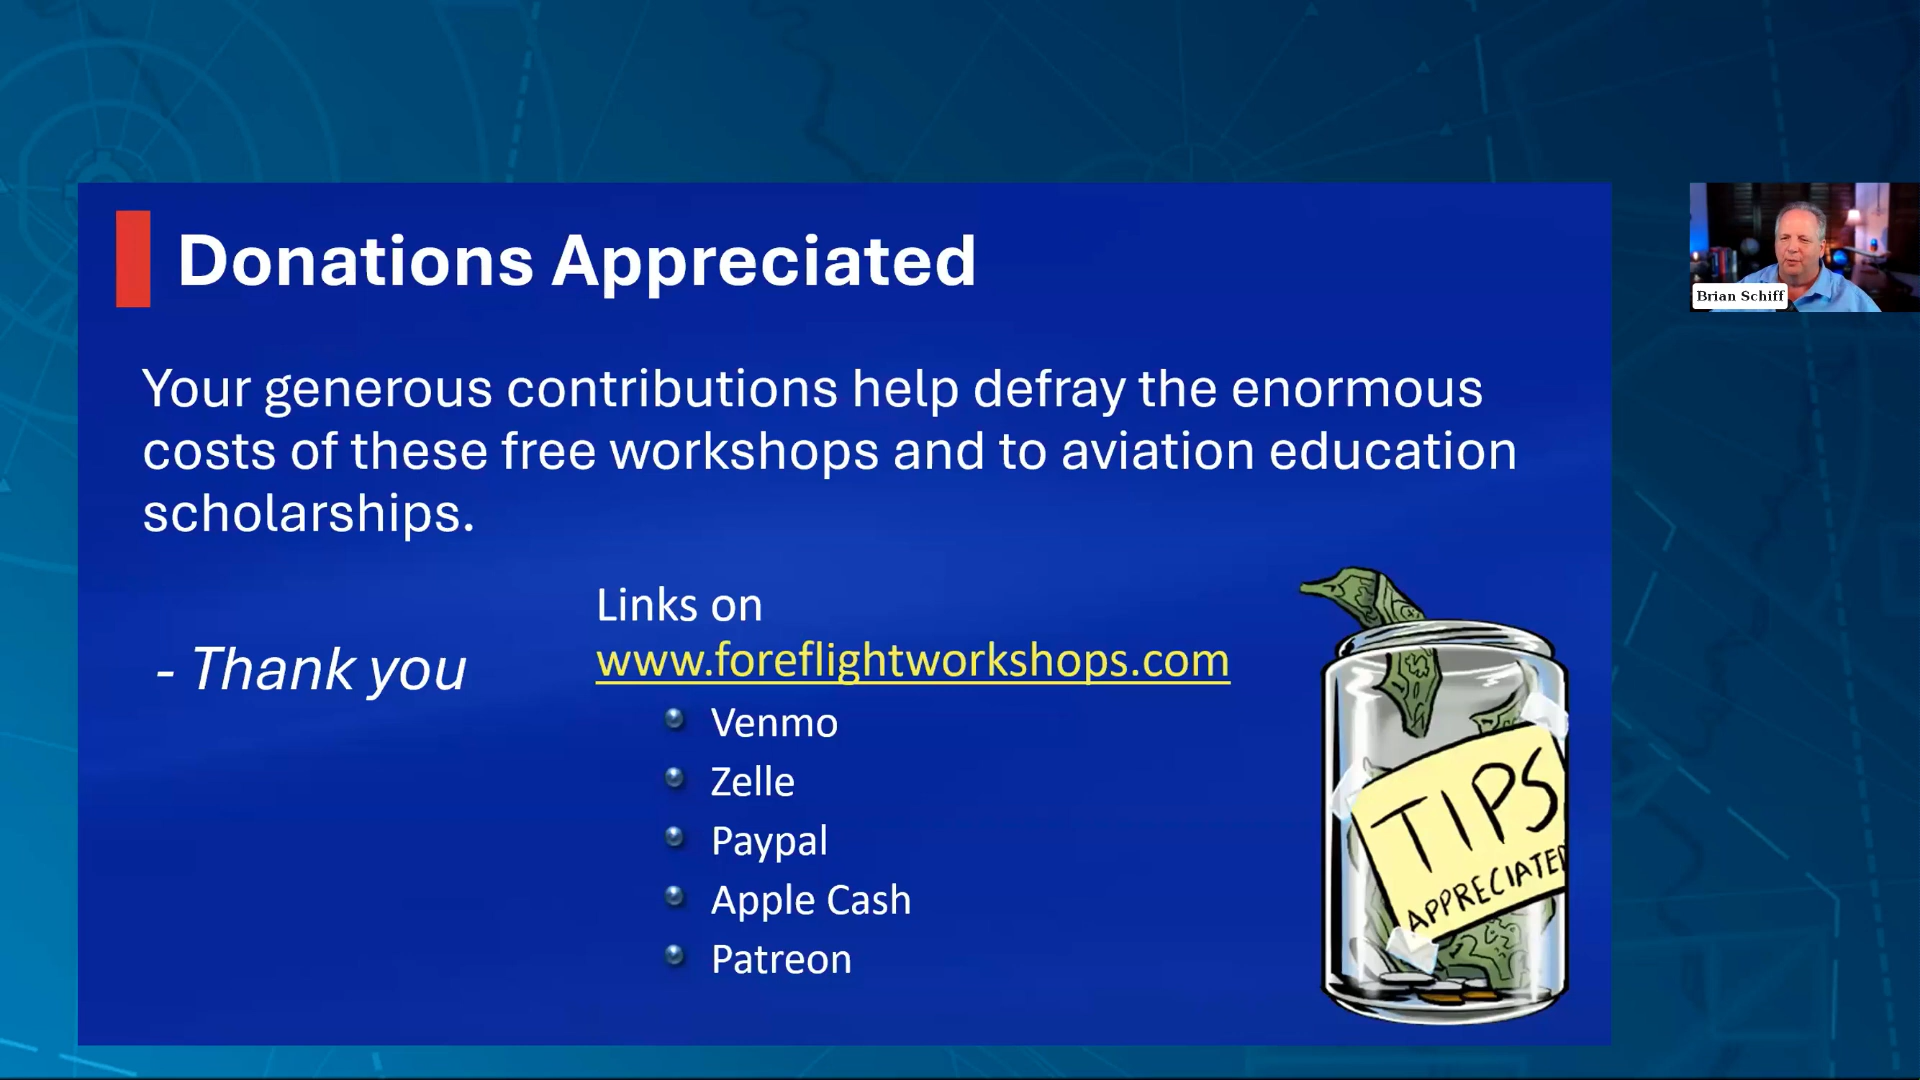 Donations Appreciated
Your generous contributions help defray the enormous
costs of these free workshops and to aviation education
scholarships.
- Thank you
Links on
www.foreflightworkshops.com
Venmo
Zelle
Paypal
Apple Cash
Patreon
TIPS
APPRECIATED
Brian Schiff